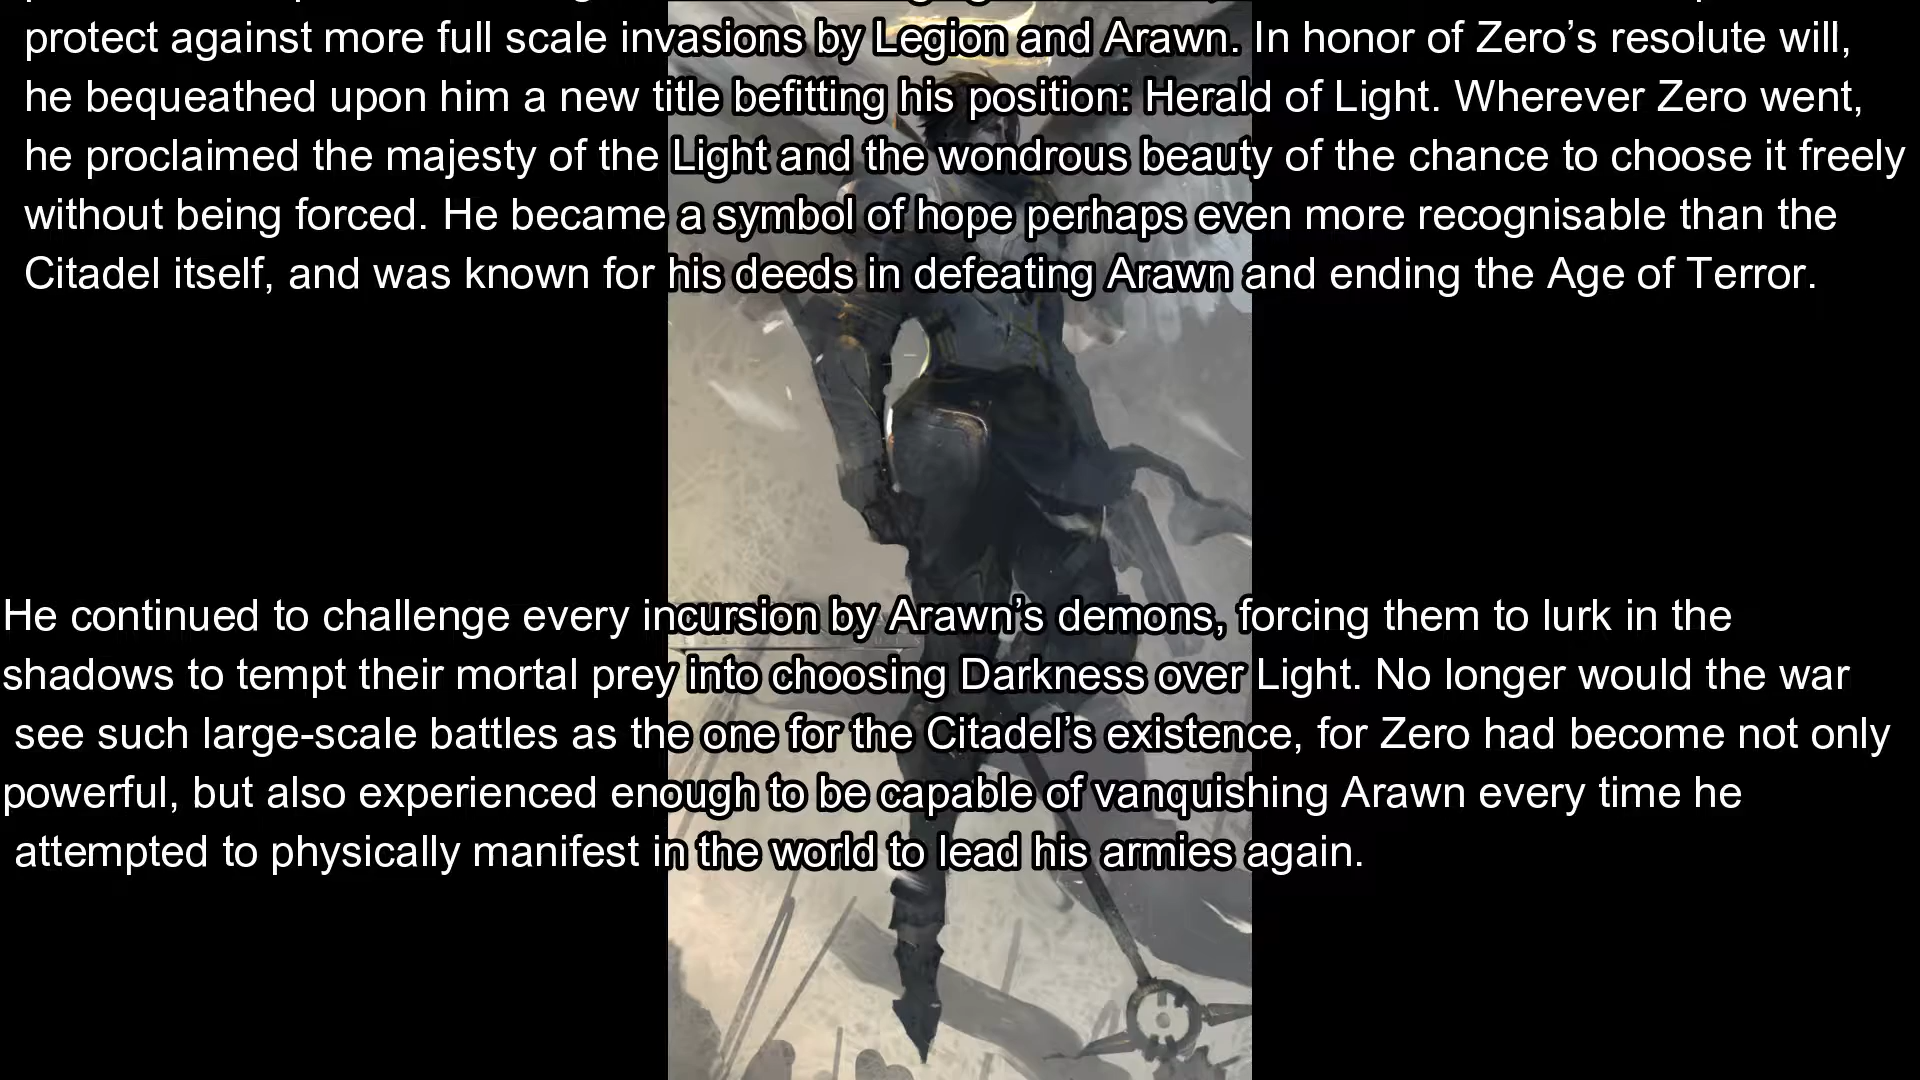 protect against more full scale invasions by Legion and Arawn. In honor of Zero’s resolute will,
he bequeathed upon him a new title befitting his position: Herald of Light. Wherever Zero went,
he proclaimed the majesty of the Light and the wondrous beauty of the chance to choose it freely
without being forced. He became a symbol of hope perhaps even more recognisable than the
Citadel itself, and was known for his deeds in defeating Arawn and ending the Age of Terror.
He continued to challenge every incursion by Arawn’s demons, forcing them to lurk in the
shadows to tempt their mortal prey into choosing Darkness over Light. No longer would the war
see such large-scale battles as the one for the Citadel’s existence, for Zero had become not only
powerful, but also experienced enough to be capable of vanquishing Arawn every time he
attempted to physically manifest in the world to lead his armies again.